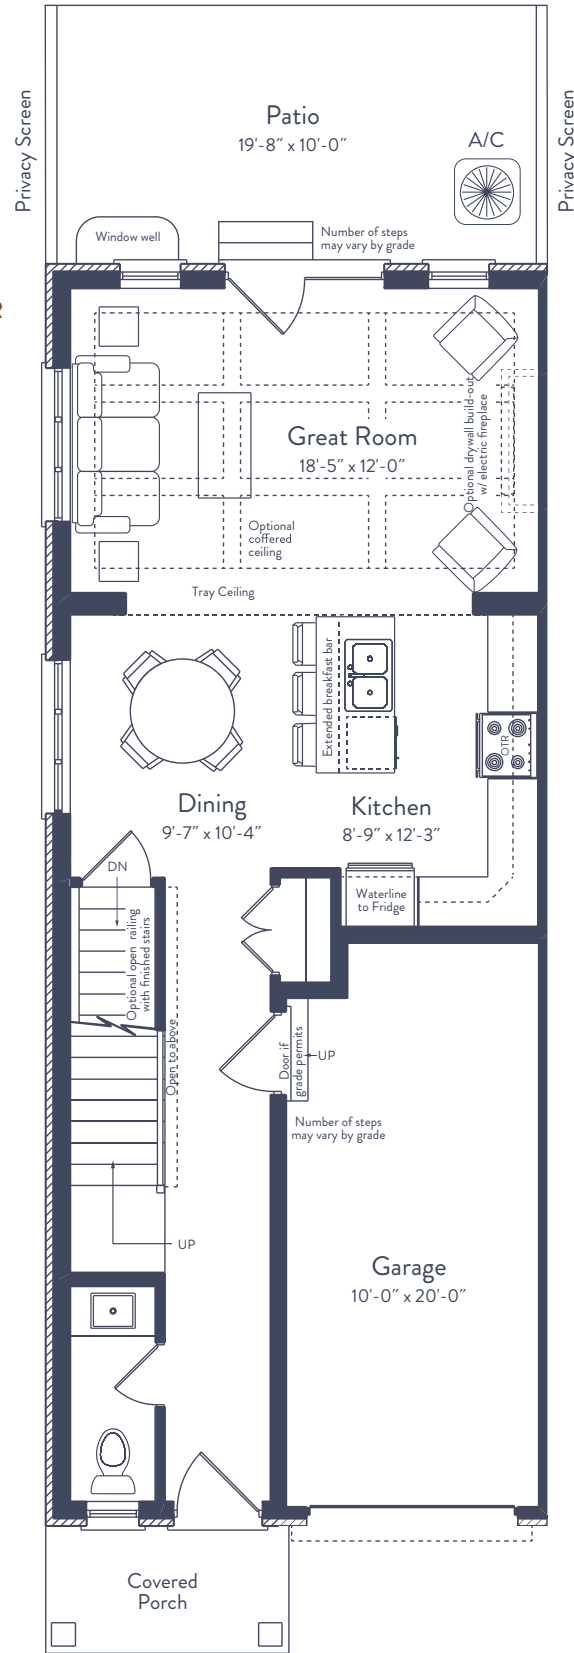 Patio
19'-8″ x 10'-0″
A/C
Privacy Screen
Privacy Screen
Window well
Number of steps
may vary by grade
R
Great Room
18'-5″ x 12'-0″
Optional drywall build-out
w/ electric fireplace
Optional
coffered
ceiling
Tray Ceiling
Extended breakfast bar
OTR
Dining
9'-7″ x 10'-4″
Kitchen
8'-9″ x 12'-3″
DN
Waterline
to Fridge
Optional open railing
with finished stairs
Open to above
Door if
grade permits
UP
Number of steps
may vary by grade
UP
Garage
10'-0″ x 20'-0″
Covered
Porch